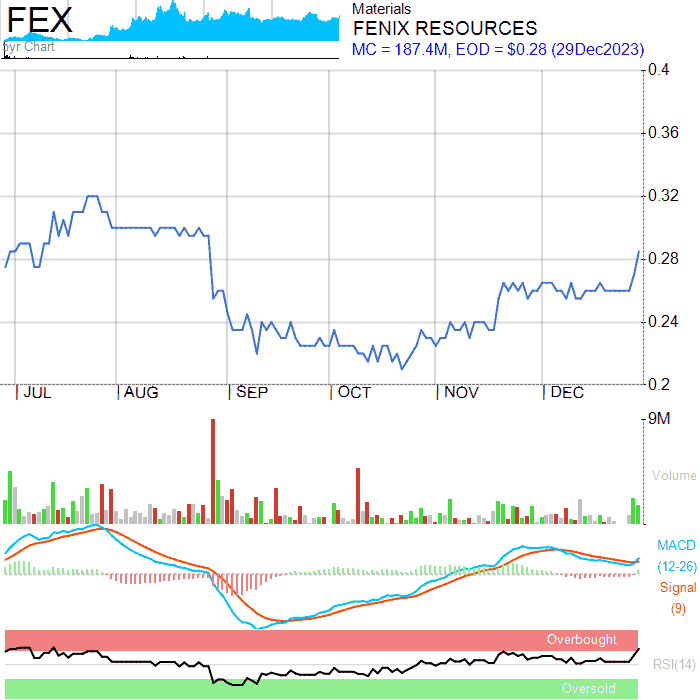 FEX
5yr Chart
Materials
FENIX RESOURCES
MC = 187.4M, EOD = $0.28 (29Dec2023)
0.4
0.36
0.32
0.28
0.24
0.2
JUL
AUG
SEP
OCT
NOV
DEC
9M
Volume
MACD
(12-26)
Signal
(9)
Overbought
RSI(14)
Oversold